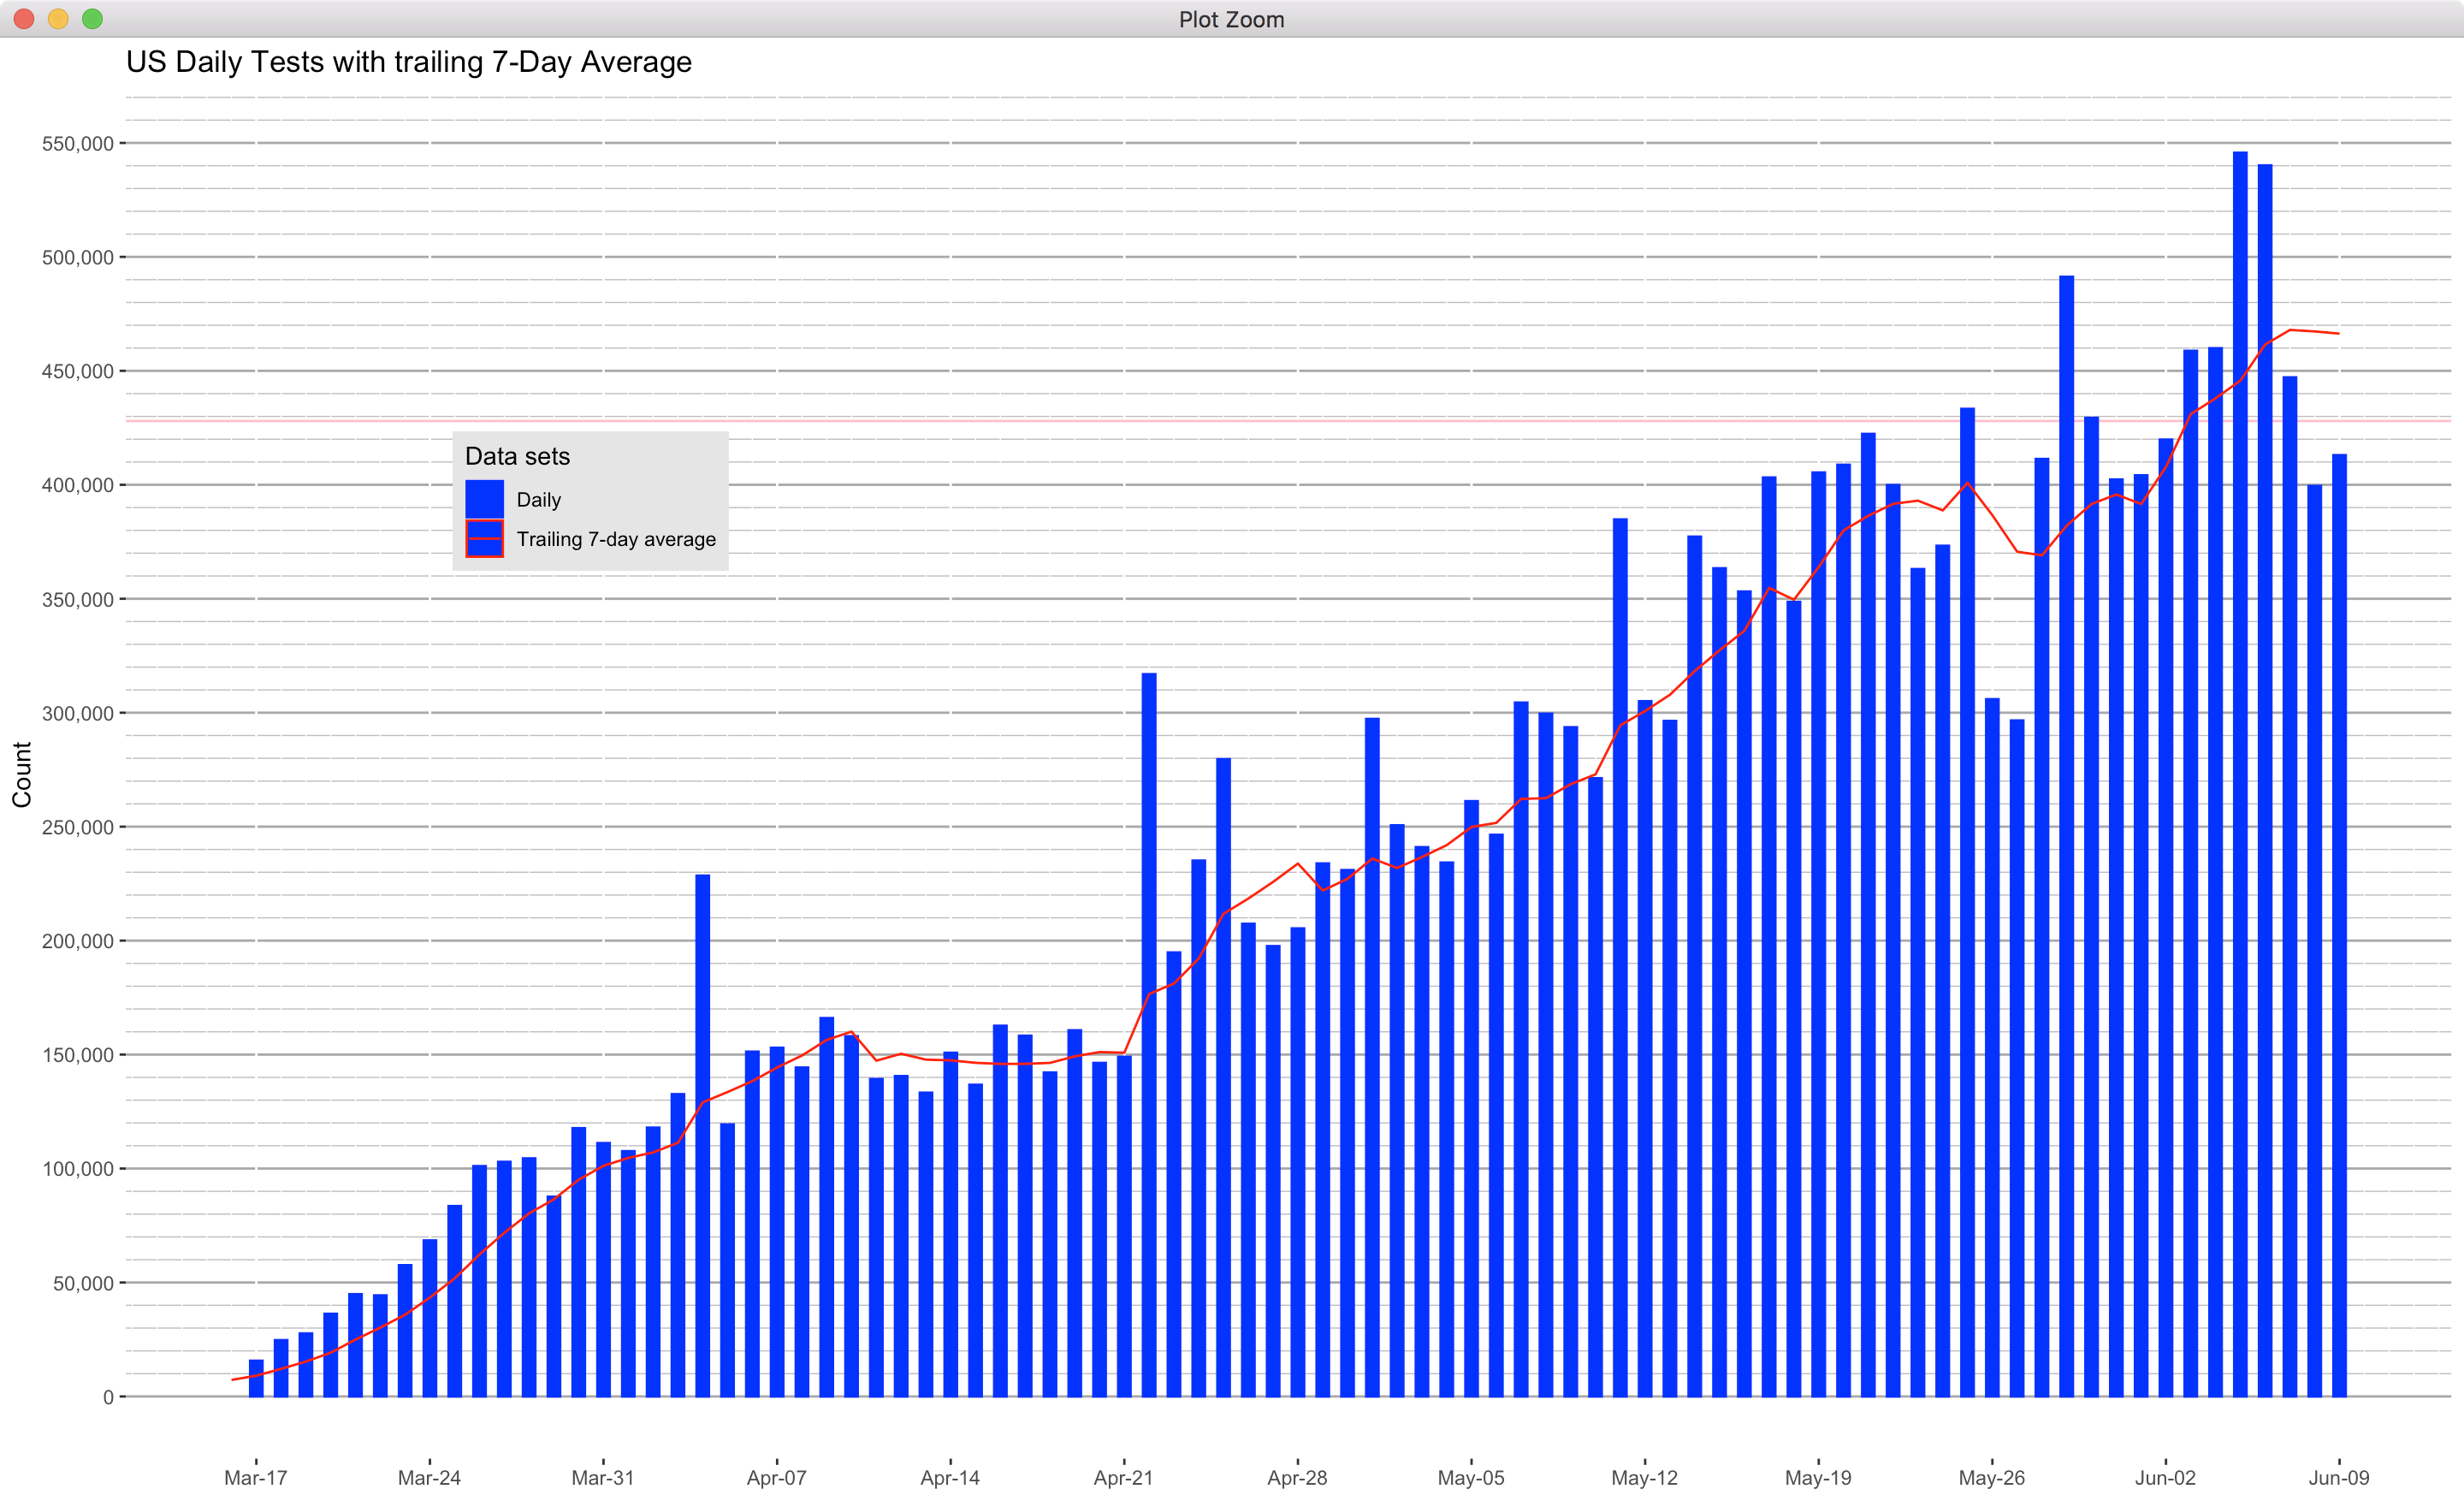 Plot Zoom
US Daily Tests with trailing 7-Day Average
550,000
500,000
450,000
400,000
350,000
300,000
250,000
200,000
150,000
100,000
50,000
0
Count
Data sets
Daily
Trailing 7-day average
Mar-17 Mar-24 Mar-31 Apr-07 Apr-14 Apr-21 Apr-28 May-05 May-12 May-19 May-26 Jun-02 Jun-09